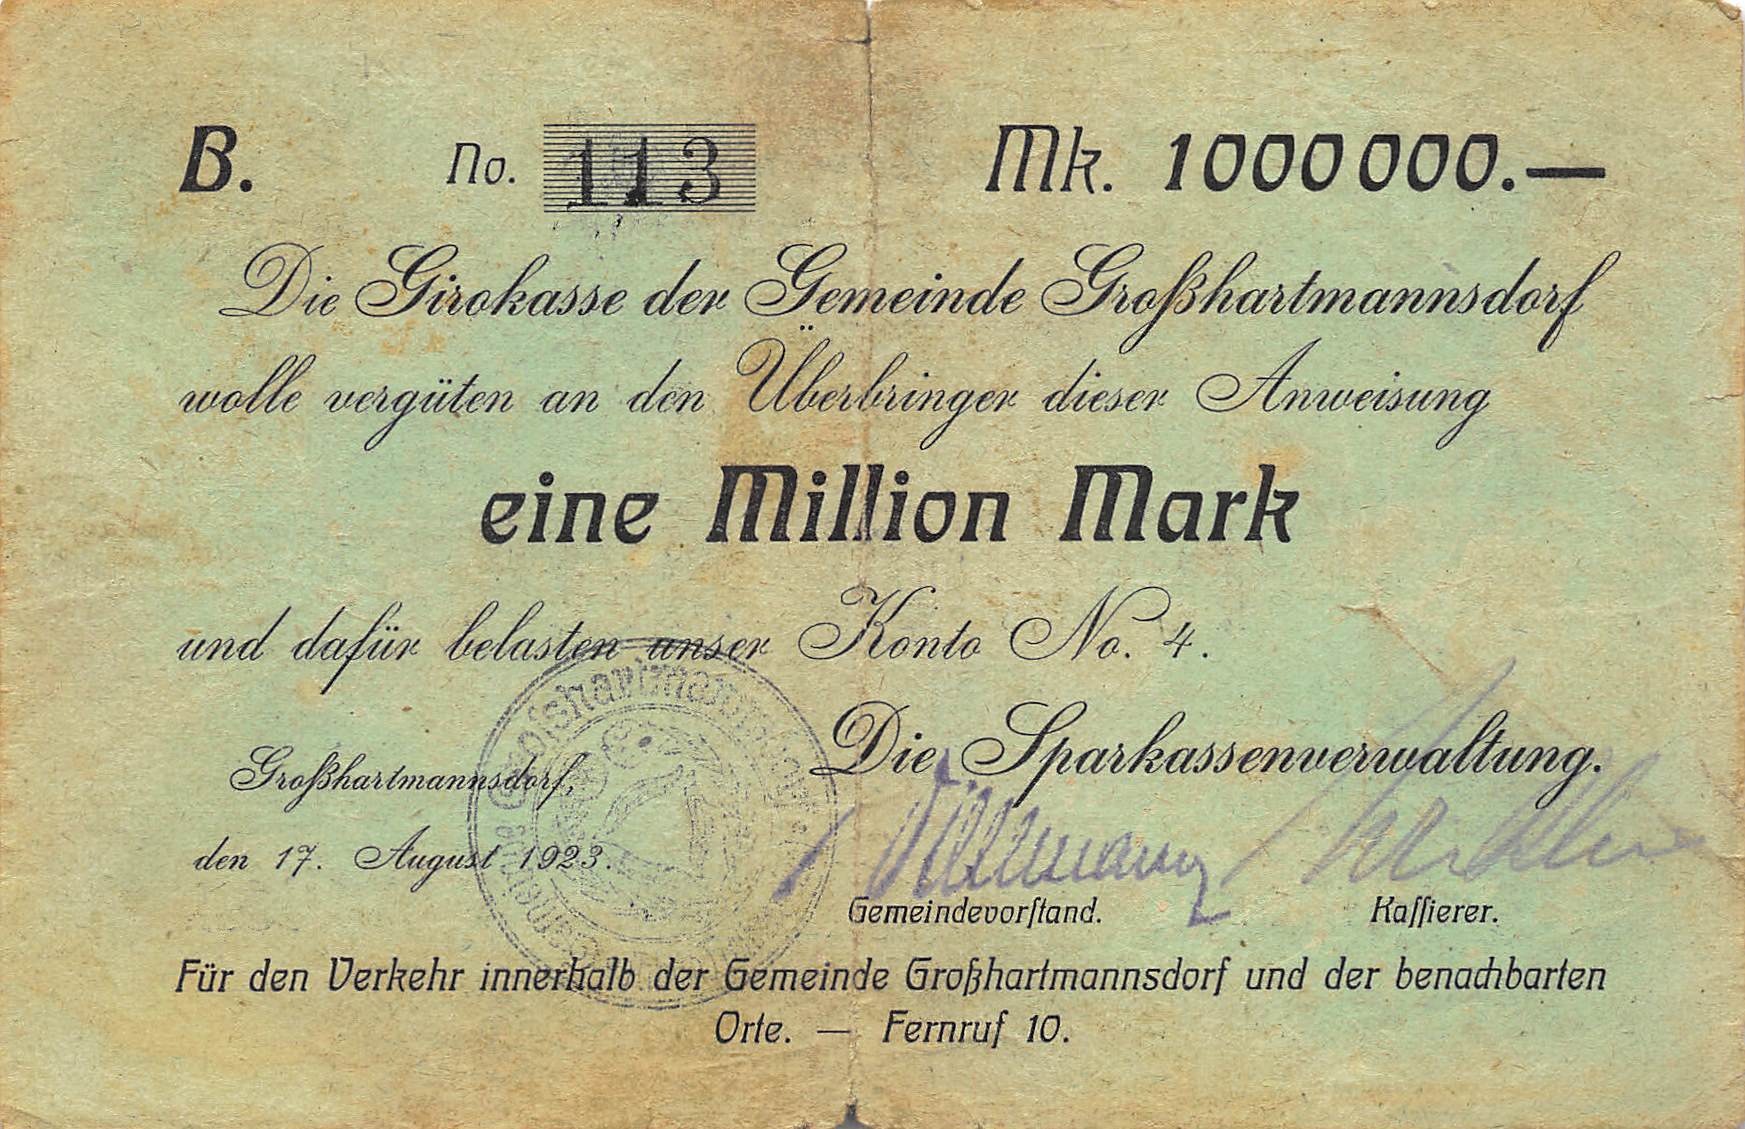 B. No. 113 Mk. 1000000.—
Die Girokasse der Gemeinde Großhartmannsdorf
wolle vergüten an den Überbringer dieser Anweisung
eine Million Mark
und dafür belasten unser Konto No. 4.
Die Sparkassenverwaltung.
Großhartmannsdorf,
den 17. August 1923.
Gemeindevorſtand. Kaſſierer.
Für den Verkehr innerhalb der Gemeinde Großhartmannsdorf und der benachbarten
Orte. — Fernruf 10.